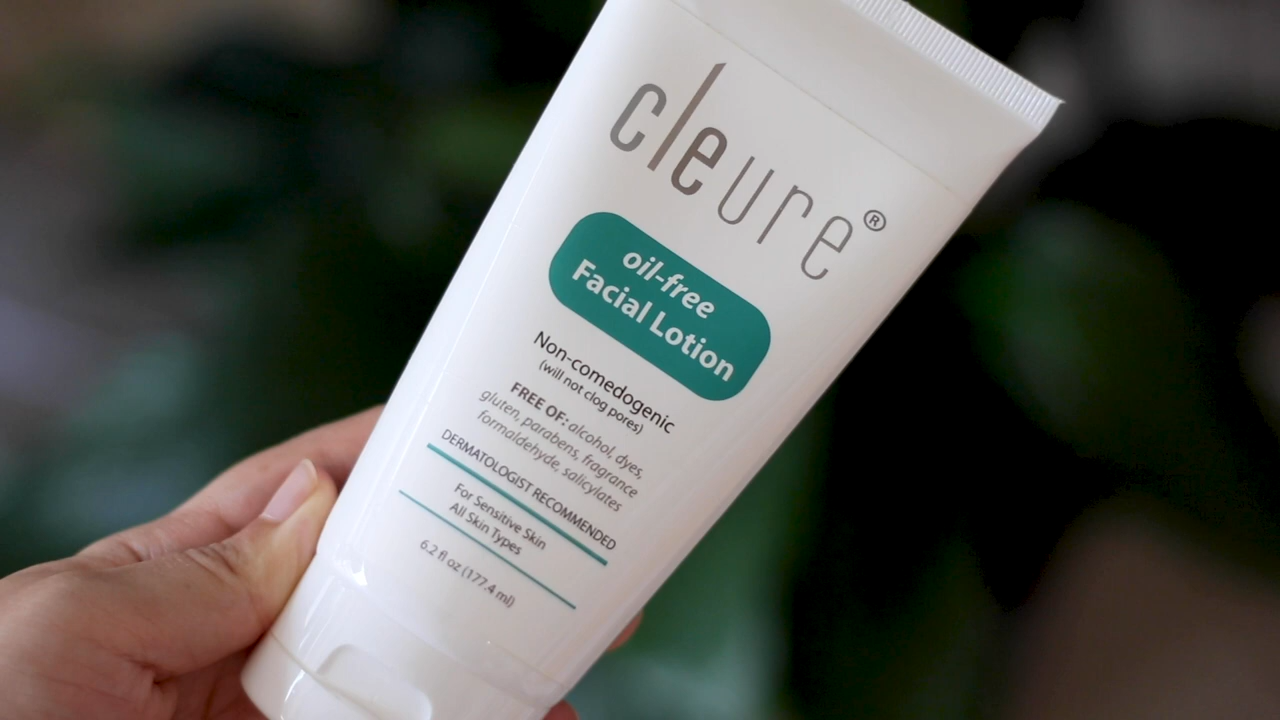 cleure®
oil-free
Facial Lotion
Non-comedogenic
(will not clog pores)
FREE OF: alcohol, dyes,
gluten, parabens, fragrance
formaldehyde, salicylates
DERMATOLOGIST RECOMMENDED
For Sensitive Skin
All Skin Types
6.2 fl oz (177.4 ml)